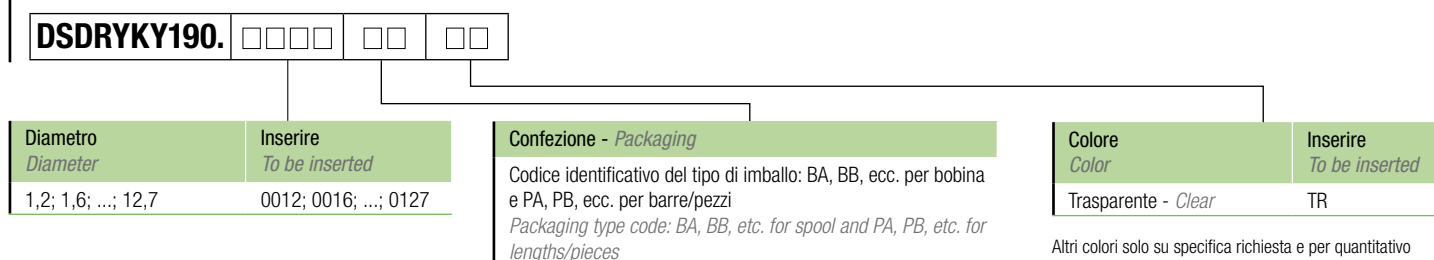 DSDRYKY190. □□□□ □□ □□
Diametro Inserire
Diameter To be inserted
1,2; 1,6; ...; 12,7 0012; 0016; ...; 0127
Confezione - Packaging
Codice identificativo del tipo di imballo: BA, BB, ecc. per bobina
e PA, PB, ecc. per barre/pezzi
Packaging type code: BA, BB, etc. for spool and PA, PB, etc. for
lengths/pieces
Colore Inserire
Color To be inserted
Trasparente - Clear TR
Altri colori solo su specifica richiesta e per quantitativo